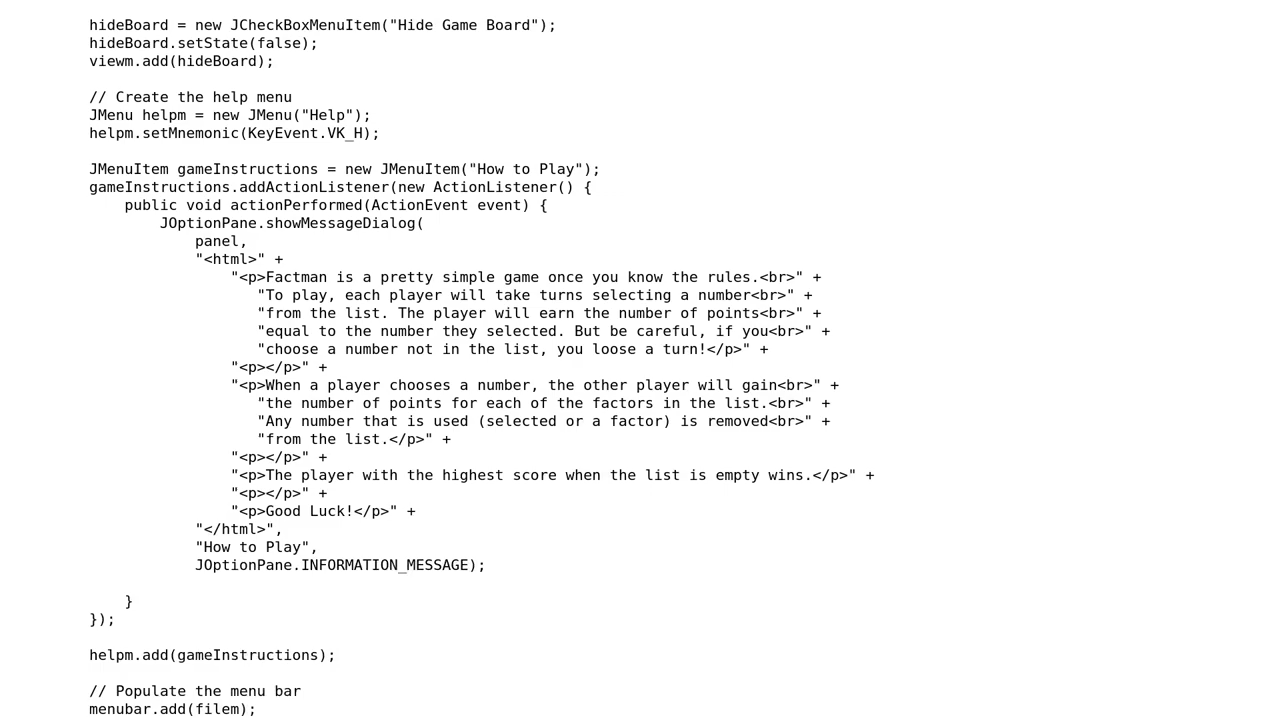 hideBoard = new JCheckBoxMenuItem("Hide Game Board");
hideBoard.setState(false);
viewm.add(hideBoard);

// Create the help menu
JMenu helpm = new JMenu("Help");
helpm.setMnemonic(KeyEvent.VK_H);

JMenuItem gameInstructions = new JMenuItem("How to Play");
gameInstructions.addActionListener(new ActionListener() {
    public void actionPerformed(ActionEvent event) {
        JOptionPane.showMessageDialog(
            panel,
            "<html>" +
                "<p>Factman is a pretty simple game once you know the rules.<br>" +
                   "To play, each player will take turns selecting a number<br>" +
                   "from the list. The player will earn the number of points<br>" +
                   "equal to the number they selected. But be careful, if you<br>" +
                   "choose a number not in the list, you loose a turn!</p>" +
                "<p></p>" +
                "<p>When a player chooses a number, the other player will gain<br>" +
                   "the number of points for each of the factors in the list.<br>" +
                   "Any number that is used (selected or a factor) is removed<br>" +
                   "from the list.</p>" +
                "<p></p>" +
                "<p>The player with the highest score when the list is empty wins.</p>" +
                "<p></p>" +
                "<p>Good Luck!</p>" +
            "</html>",
            "How to Play",
            JOptionPane.INFORMATION_MESSAGE);

    }
});

helpm.add(gameInstructions);

// Populate the menu bar
menubar.add(filem);